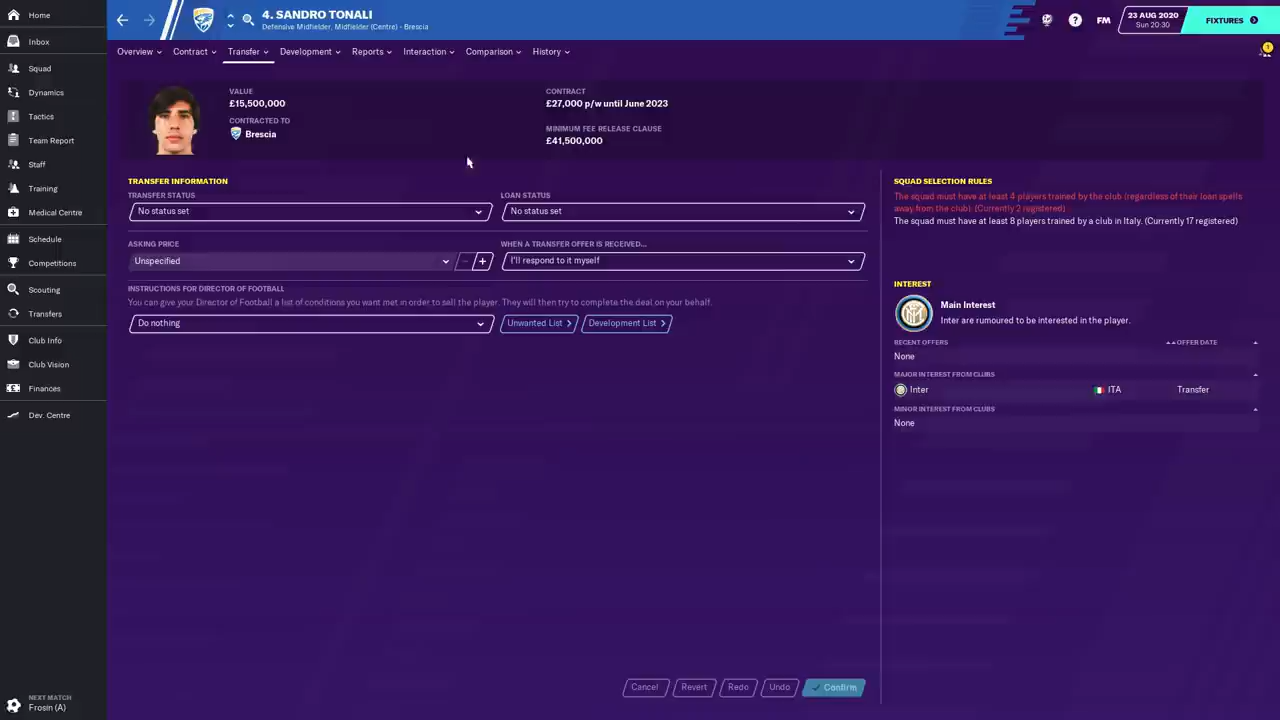 4. SANDRO TONALI
Defensive Midfielder, Midfielder (Centre) - Brescia
FM
23 AUG 2020
Sun 20:30
FIXTURES
Home
Inbox
Squad
Dynamics
Tactics
Team Report
Staff
Training
Medical Centre
Schedule
Competitions
Scouting
Transfers
Club Info
Club Vision
Finances
Dev. Centre
NEXT MATCH
Frosin (A)
Overview
Contract
Transfer
Development
Reports
Interaction
Comparison
History
1
VALUE
£15,500,000
CONTRACTED TO
Brescia
CONTRACT
£27,000 p/w until June 2023
MINIMUM FEE RELEASE CLAUSE
£41,500,000
TRANSFER INFORMATION
TRANSFER STATUS
No status set
LOAN STATUS
No status set
ASKING PRICE
Unspecified
WHEN A TRANSFER OFFER IS RECEIVED...
I'll respond to it myself
INSTRUCTIONS FOR DIRECTOR OF FOOTBALL
You can give your Director of Football a list of conditions you want met in order to sell the player. They will then try to complete the deal on your behalf.
Do nothing
Unwanted List
Development List
SQUAD SELECTION RULES
The squad must have at least 4 players trained by the club (regardless of their loan spells
away from the club). (Currently 2 registered)
The squad must have at least 8 players trained by a club in Italy. (Currently 17 registered)
INTEREST
Main Interest
Inter are rumoured to be interested in the player.
RECENT OFFERS
OFFER DATE
None
MAJOR INTEREST FROM CLUBS
Inter
ITA
Transfer
MINOR INTEREST FROM CLUBS
None
Cancel
Revert
Redo
Undo
Confirm